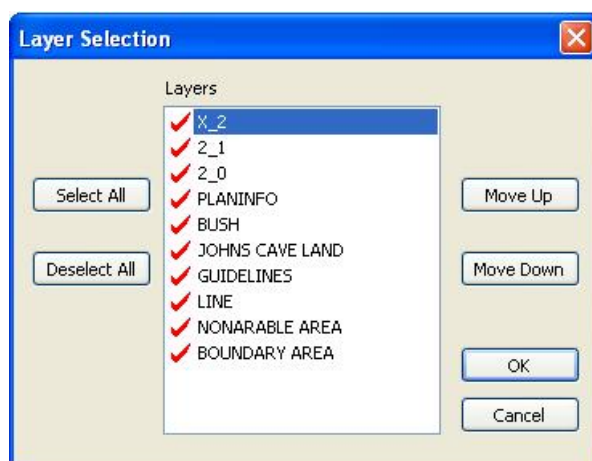 Layer Selection
Layers
X_2
2_1
2_0
PLANINFO
BUSH
JOHNS CAVE LAND
GUIDELINES
LINE
NONARABLE AREA
BOUNDARY AREA
Select All
Deselect All
Move Up
Move Down
OK
Cancel